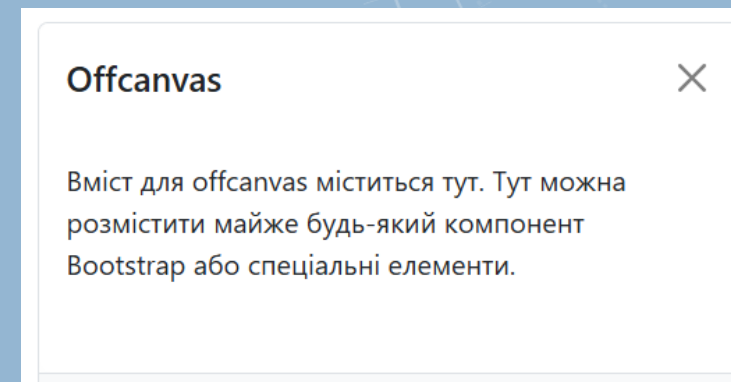 Offcanvas
Вміст для offcanvas міститься тут. Тут можна
розмістити майже будь-який компонент
Bootstrap або спеціальні елементи.